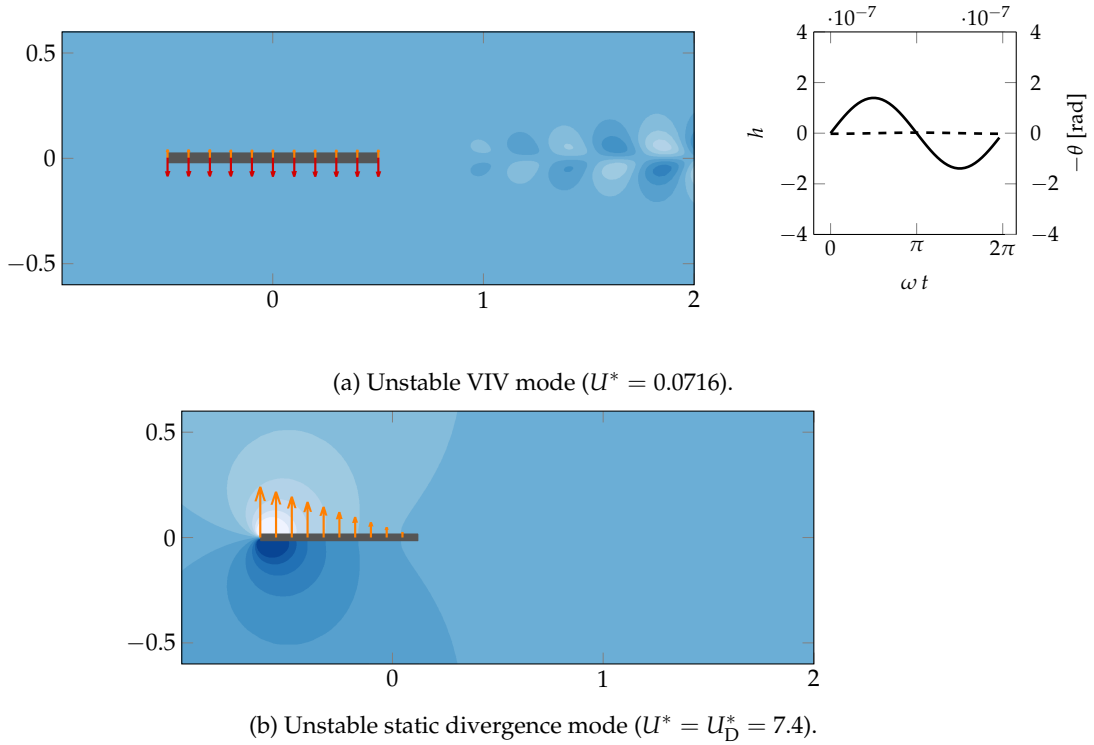 ·10⁻⁷ ·10⁻⁷
0.5
0
−0.5
0 1 2
4 4
2 2
0 0
−2 −2
−4 −4
h
−θ [rad]
0 π 2π
ω t
(a) Unstable VIV mode (U* = 0.0716).
0.5
0
−0.5
0 1 2
(b) Unstable static divergence mode (U* = U*_D = 7.4).